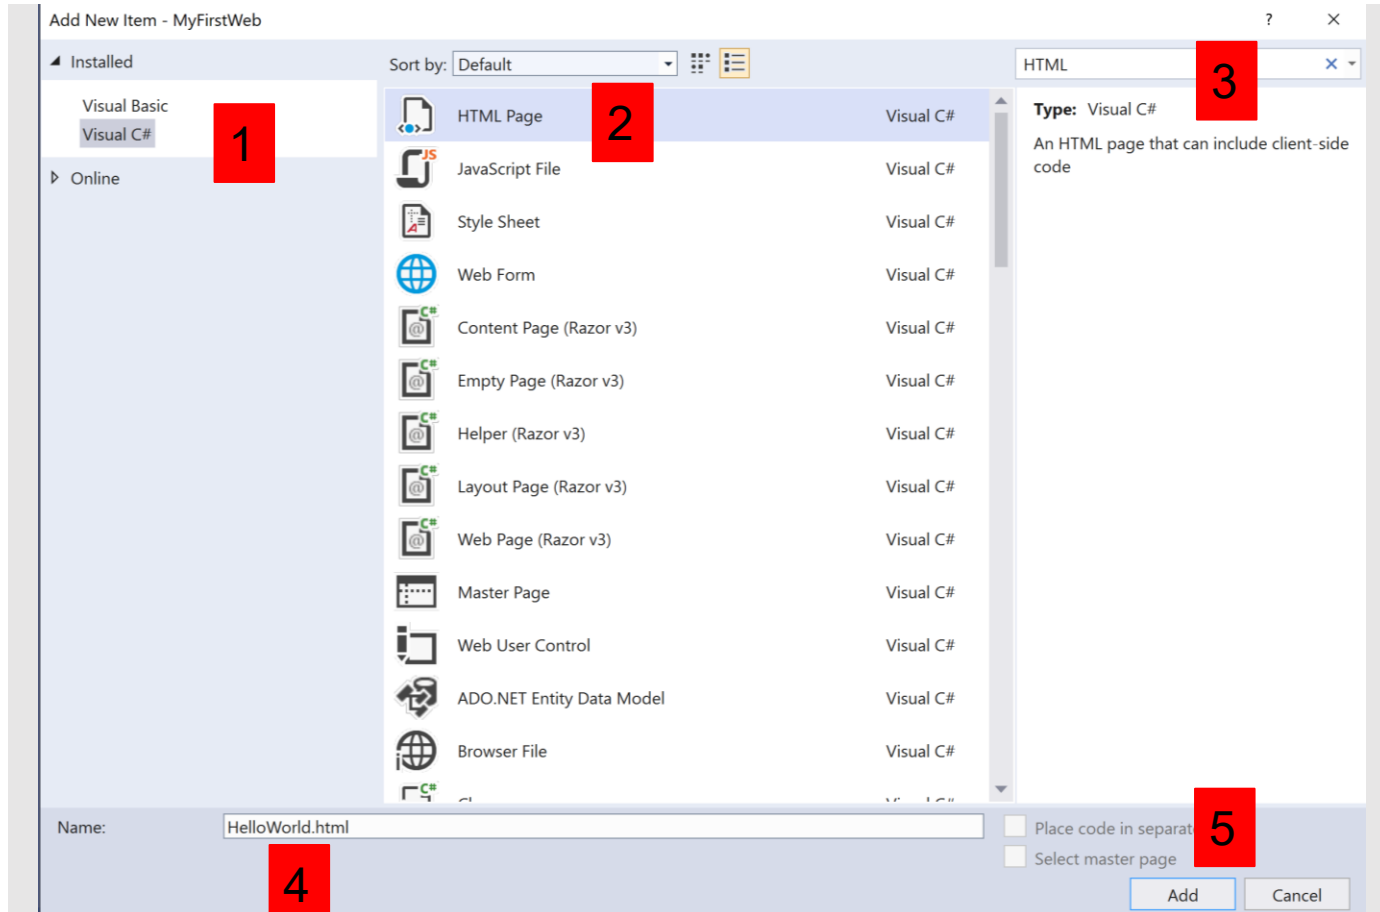 Add New Item - MyFirstWeb
?
Installed
Sort by: Default
HTML
3
Visual Basic
Visual C#
1
Online
HTML Page Visual C#
2
JavaScript File Visual C#
Style Sheet Visual C#
Web Form Visual C#
Content Page (Razor v3) Visual C#
Empty Page (Razor v3) Visual C#
Helper (Razor v3) Visual C#
Layout Page (Razor v3) Visual C#
Web Page (Razor v3) Visual C#
Master Page Visual C#
Web User Control Visual C#
ADO.NET Entity Data Model Visual C#
Browser File Visual C#
Type: Visual C#
An HTML page that can include client-side
code
Name: HelloWorld.html
4
Place code in
5
Select master page
Add Cancel